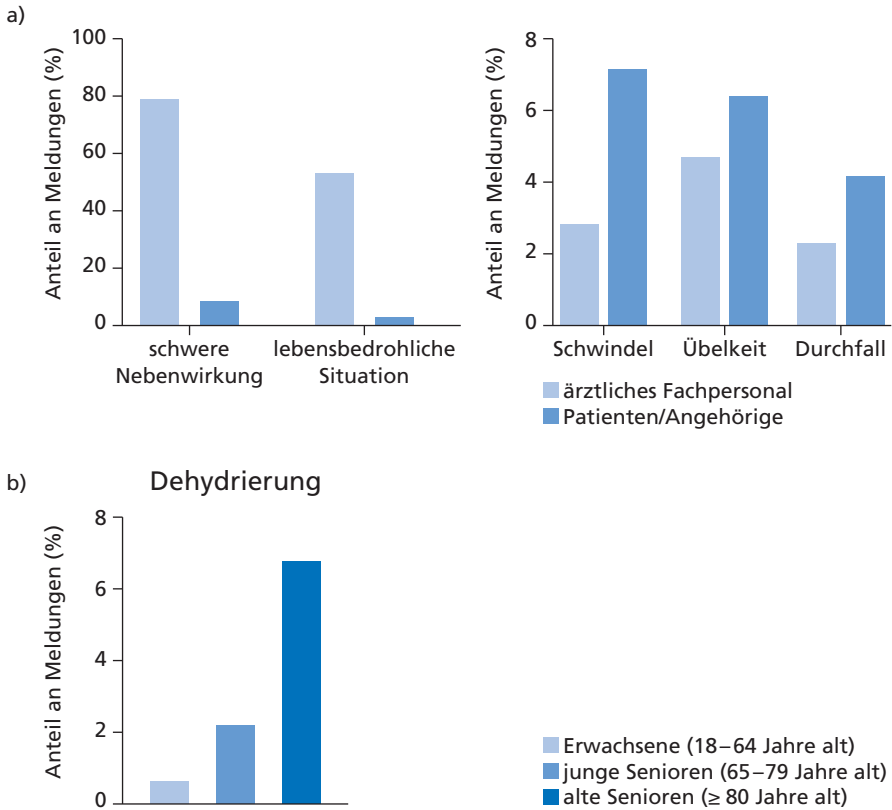 a)
Anteil an Meldungen (%)
100
80
60
40
20
0
schwere
Nebenwirkung
lebensbedrohliche
Situation
Anteil an Meldungen (%)
8
6
4
2
0
Schwindel
Übelkeit
Durchfall
ärztliches Fachpersonal
Patienten/Angehörige
b)
Dehydrierung
Anteil an Meldungen (%)
8
6
4
2
0
Erwachsene (18–64 Jahre alt)
junge Senioren (65–79 Jahre alt)
alte Senioren (≥ 80 Jahre alt)